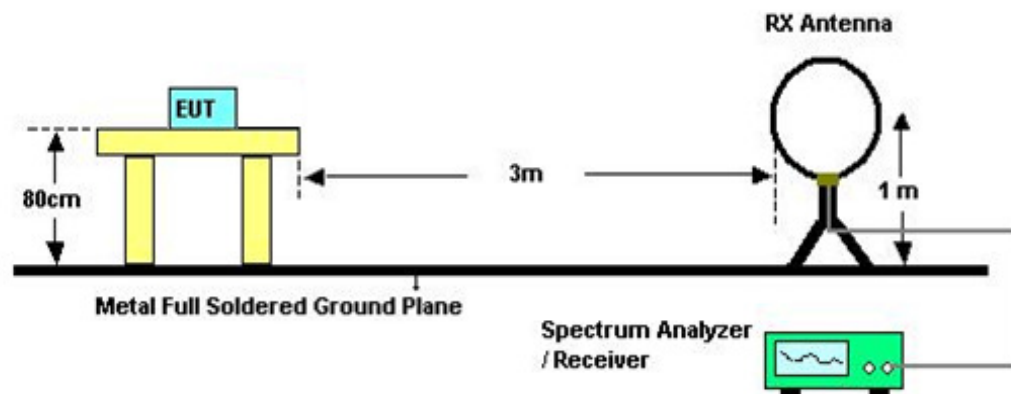 RX Antenna
EUT
3m
80cm
1 m
Metal Full Soldered Ground Plane
Spectrum Analyzer
/ Receiver